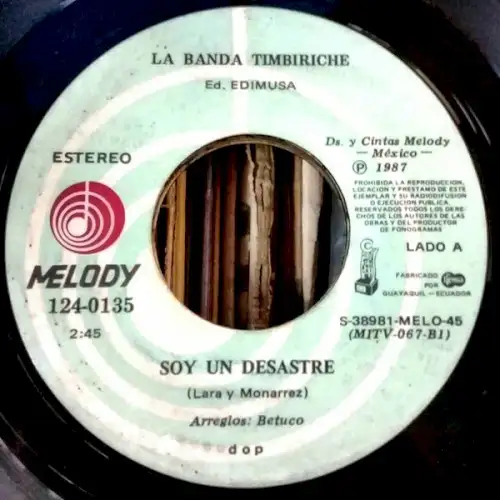 LA BANDA TIMBIRICHE
Ed. EDIMUSA
ESTEREO
Ds. y Cintas Melody
— México —
Ⓟ 1987
PROHIBIDA LA REPRODUCCION,
LOCACION Y PRESTAMO DE ESTE
EJEMPLAR Y SU RADIODIFUSION
O EJECUCION PUBLICA.
RESERVADOS TODOS LOS DERE-
CHOS DE LOS AUTORES DE LAS
OBRAS Y DEL PRODUCTOR DE
FONOGRAMAS
LADO A
MELODY
124-0135
2:45
FABRICADO
POR
GUAYAQUIL - ECUADOR
S-38981-MELO-45
(MITV-067-B1)
SOY UN DESASTRE
(Lara y Monarrez)
Arreglos: Betuco
dop